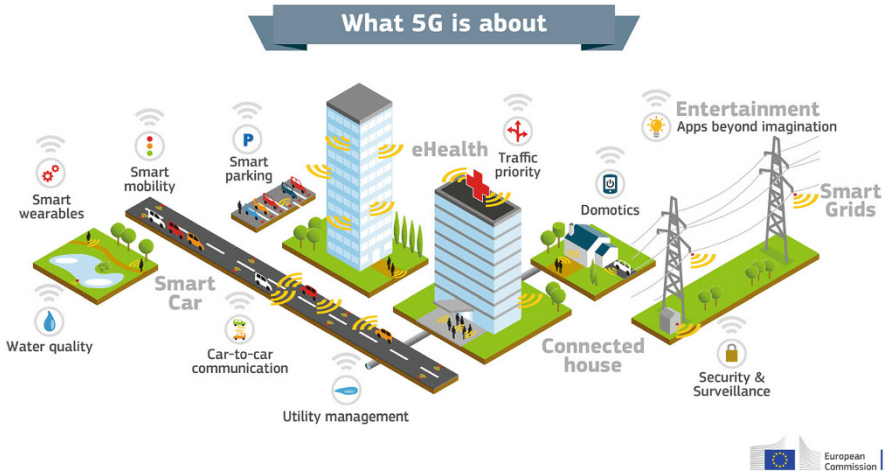 What 5G is about
Entertainment
Apps beyond imagination
eHealth
Smart
wearables
Smart
mobility
P
Smart
parking
Traffic
priority
Domotics
Smart
Grids
Smart
Car
Water quality
Car-to-car
communication
Utility management
Connected
house
Security &
Surveillance
European
Commission